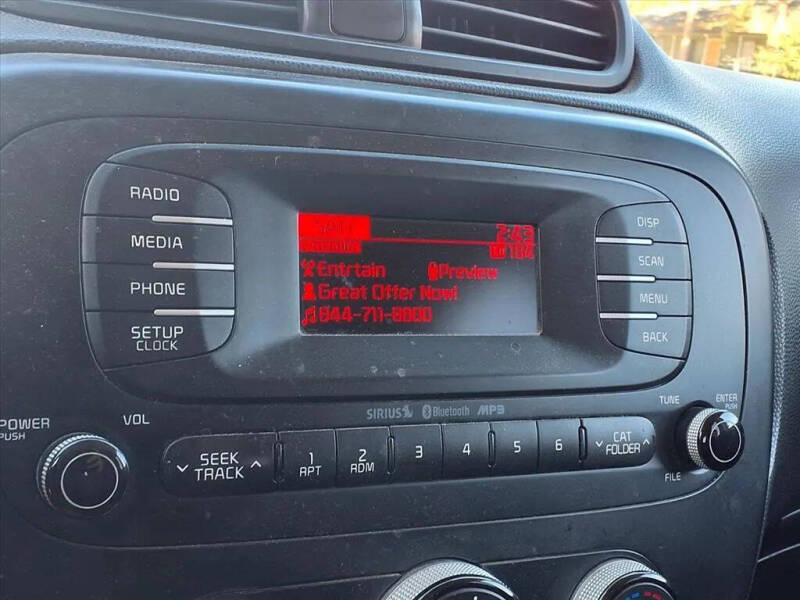 RADIO
MEDIA
PHONE
SETUP
CLOCK
2:43
Entrtain Preview
Great Offer Now!
844-711-8800
DISP
SCAN
MENU
BACK
SIRIUS Bluetooth MP3
POWER
PUSH
VOL
SEEK
TRACK
1
RPT
2
RDM
3
4
5
6
CAT
FOLDER
TUNE
ENTER
PUSH
FILE